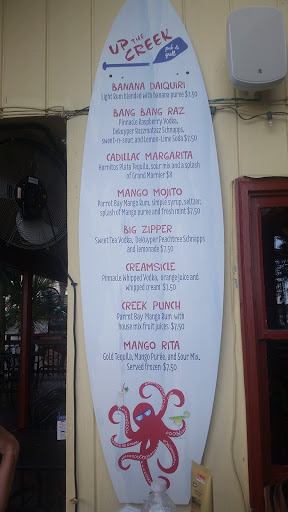 UP THE CREEK
pub & grill
BANANA DAIQUIRI
Light Rum blended with banana puree $7.50
BANG BANG RAZ
Pinnacle Raspberry Vodka,
DeKuyper Razzmatazz Schnapps,
sweet-n-sour, and Lemon-Lime Soda $7.50
CADILLAC MARGARITA
Hornitos Plata Tequila, sour mix and a splash
of Grand Marnier $8
MANGO MOJITO
Parrot Bay Mango Rum, simple syrup, seltzer,
splash of Mango puree and fresh mint $7.50
BIG ZIPPER
Sweet Tea Vodka, DeKuyper Peachtree Schnapps
and lemonade $7.50
CREAMSICLE
Pinnacle Whipped Vodka, orange juice and
whipped cream $7.50
CREEK PUNCH
Parrot Bay Mango Rum with
house mix fruit juices $7.50
MANGO RITA
Gold Tequila, Mango Purée, and Sour Mix.
Served frozen $7.50